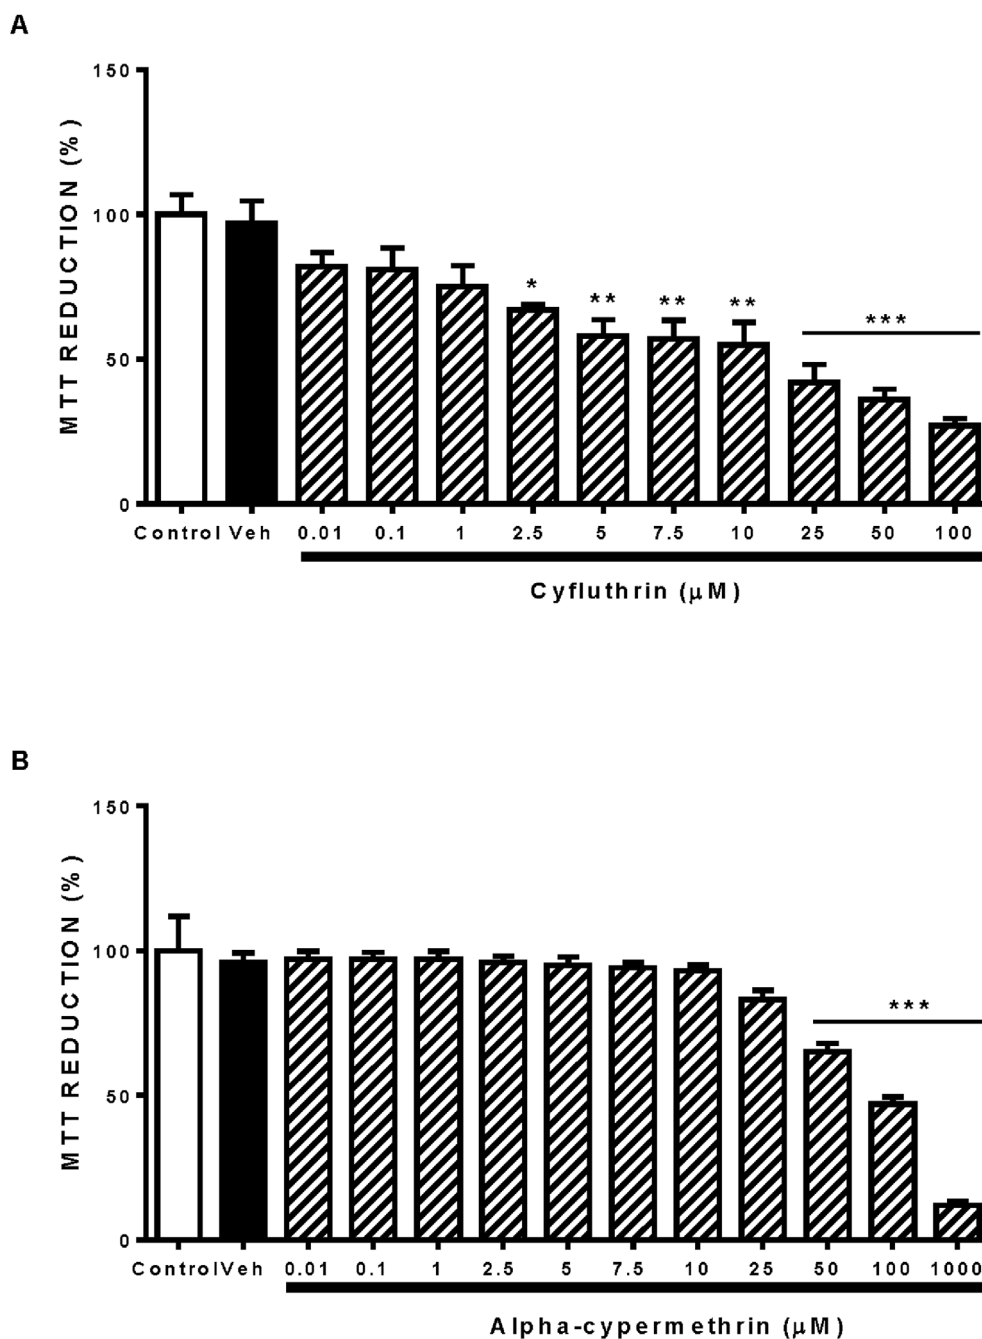 A
150
100
50
0
MTT REDUCTION (%)
*
**
**
**
***
Control Veh 0.01 0.1 1 2.5 5 7.5 10 25 50 100
Cyfluthrin (μM)
B
150
100
50
0
MTT REDUCTION (%)
***
Control Veh 0.01 0.1 1 2.5 5 7.5 10 25 50 100 1000
Alpha-cypermethrin (μM)